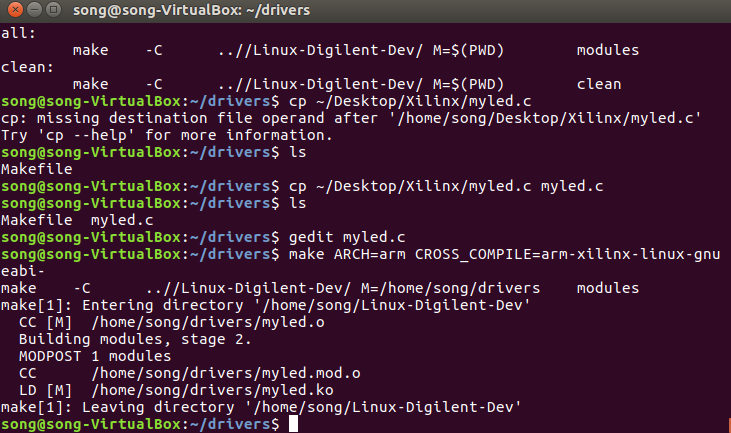 song@song-VirtualBox: ~/drivers
all:
        make    -C      ..//Linux-Digilent-Dev/ M=$(PWD)        modules
clean:
        make    -C      ..//Linux-Digilent-Dev/ M=$(PWD)        clean
song@song-VirtualBox:~/drivers$ cp ~/Desktop/Xilinx/myled.c
cp: missing destination file operand after '/home/song/Desktop/Xilinx/myled.c'
Try 'cp --help' for more information.
song@song-VirtualBox:~/drivers$ ls
Makefile
song@song-VirtualBox:~/drivers$ cp ~/Desktop/Xilinx/myled.c myled.c
song@song-VirtualBox:~/drivers$ ls
Makefile  myled.c
song@song-VirtualBox:~/drivers$ gedit myled.c
song@song-VirtualBox:~/drivers$ make ARCH=arm CROSS_COMPILE=arm-xilinx-linux-gnu
eabi-
make    -C      ..//Linux-Digilent-Dev/ M=/home/song/drivers    modules
make[1]: Entering directory '/home/song/Linux-Digilent-Dev'
  CC [M]  /home/song/drivers/myled.o
  Building modules, stage 2.
  MODPOST 1 modules
  CC      /home/song/drivers/myled.mod.o
  LD [M]  /home/song/drivers/myled.ko
make[1]: Leaving directory '/home/song/Linux-Digilent-Dev'
song@song-VirtualBox:~/drivers$